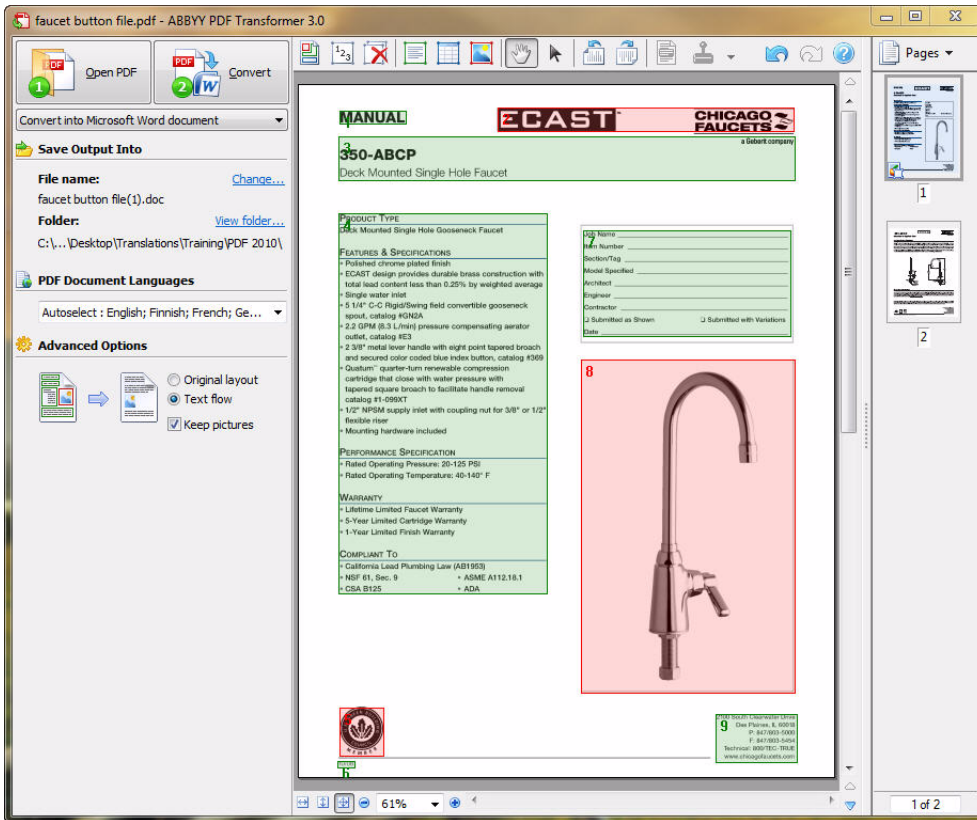 faucet button file.pdf - ABBYY PDF Transformer 3.0
Open PDF
Convert
1
2
Convert into Microsoft Word document
Save Output Into
File name:
Change...
faucet button file(1).doc
Folder:
View folder...
C:\...\Desktop\Translations\Training\PDF 2010\
PDF Document Languages
Autoselect : English; Finnish; French; Ge...
Advanced Options
Original layout
Text flow
Keep pictures
MANUAL
ECAST
CHICAGO
FAUCETS
a Geberit company
3
350-ABCP
Deck Mounted Single Hole Faucet
4
PRODUCT TYPE
Deck Mounted Single Hole Gooseneck Faucet
FEATURES & SPECIFICATIONS
• Polished chrome plated finish
• ECAST design provides durable brass construction with
total lead content less than 0.25% by weighted average
• Single water inlet
• 5 1/4" C-C Rigid/Swing field convertible gooseneck
spout, catalog #GN2A
• 2.2 GPM (8.3 L/min) pressure compensating aerator
outlet, catalog #E3
• 2 3/8" metal lever handle with eight point tapered broach
and secured color coded blue index button, catalog #369
• Quaturn™ quarter-turn renewable compression
cartridge that close with water pressure with
tapered square broach to facilitate handle removal
catalog #1-099XT
• 1/2" NPSM supply inlet with coupling nut for 3/8" or 1/2"
flexible riser
• Mounting hardware included
PERFORMANCE SPECIFICATION
• Rated Operating Pressure: 20-125 PSI
• Rated Operating Temperature: 40-140° F
WARRANTY
• Lifetime Limited Faucet Warranty
• 5-Year Limited Cartridge Warranty
• 1-Year Limited Finish Warranty
COMPLIANT TO
• California Lead Plumbing Law (AB1953)
• NSF 61, Sec. 9 • ASME A112.18.1
• CSA B125 • ADA
7
Job Name
Item Number
Section/Tag
Model Specified
Architect
Engineer
Contractor
❑ Submitted as Shown ❑ Submitted with Variations
Date
8
6
9
2100 South Clearwater Drive
Des Plaines, IL 60018
P: 847/803-5000
F: 847/803-5454
Technical: 800/TEC-TRUE
www.chicagofaucets.com
61%
Pages
1
2
1 of 2